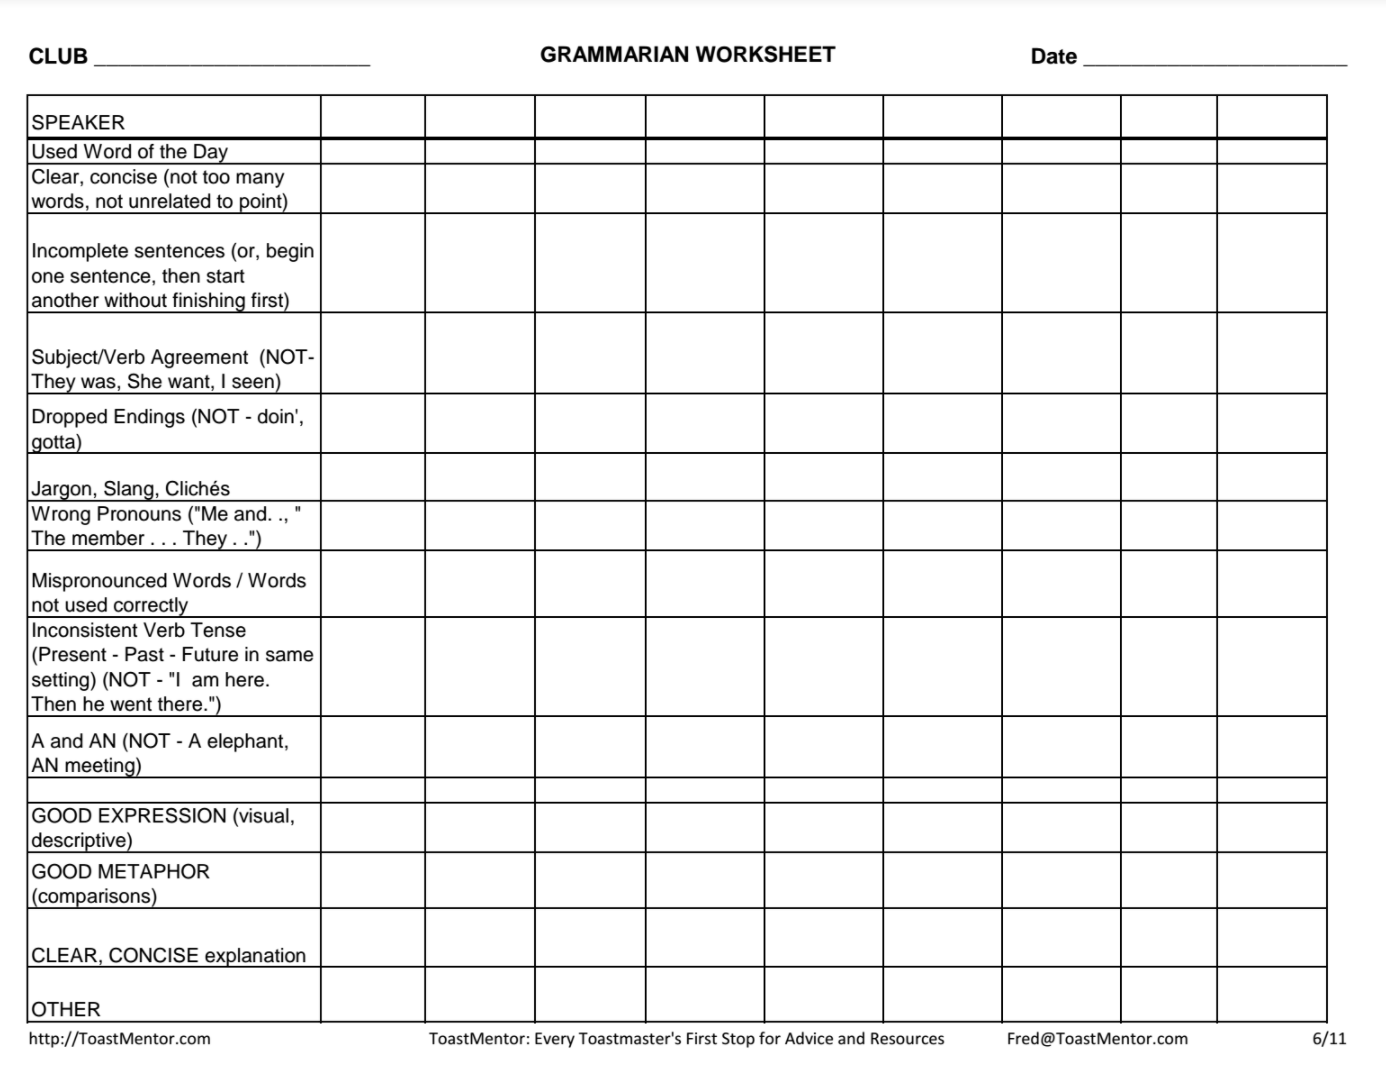 CLUB _________________________ GRAMMARIAN WORKSHEET Date ________________________
SPEAKER
Used Word of the Day
Clear, concise (not too many
words, not unrelated to point)
Incomplete sentences (or, begin
one sentence, then start
another without finishing first)
Subject/Verb Agreement  (NOT-
They was, She want, I seen)
Dropped Endings (NOT - doin',
gotta)
Jargon, Slang, Clichés
Wrong Pronouns ("Me and. ., "
The member . . . They . .")
Mispronounced Words / Words
not used correctly
Inconsistent Verb Tense
(Present - Past - Future in same
setting) (NOT - "I  am here.
Then he went there.")
A and AN (NOT - A elephant,
AN meeting)
GOOD EXPRESSION (visual,
descriptive)
GOOD METAPHOR
(comparisons)
CLEAR, CONCISE explanation
OTHER
http://ToastMentor.com ToastMentor: Every Toastmaster's First Stop for Advice and Resources Fred@ToastMentor.com 6/11